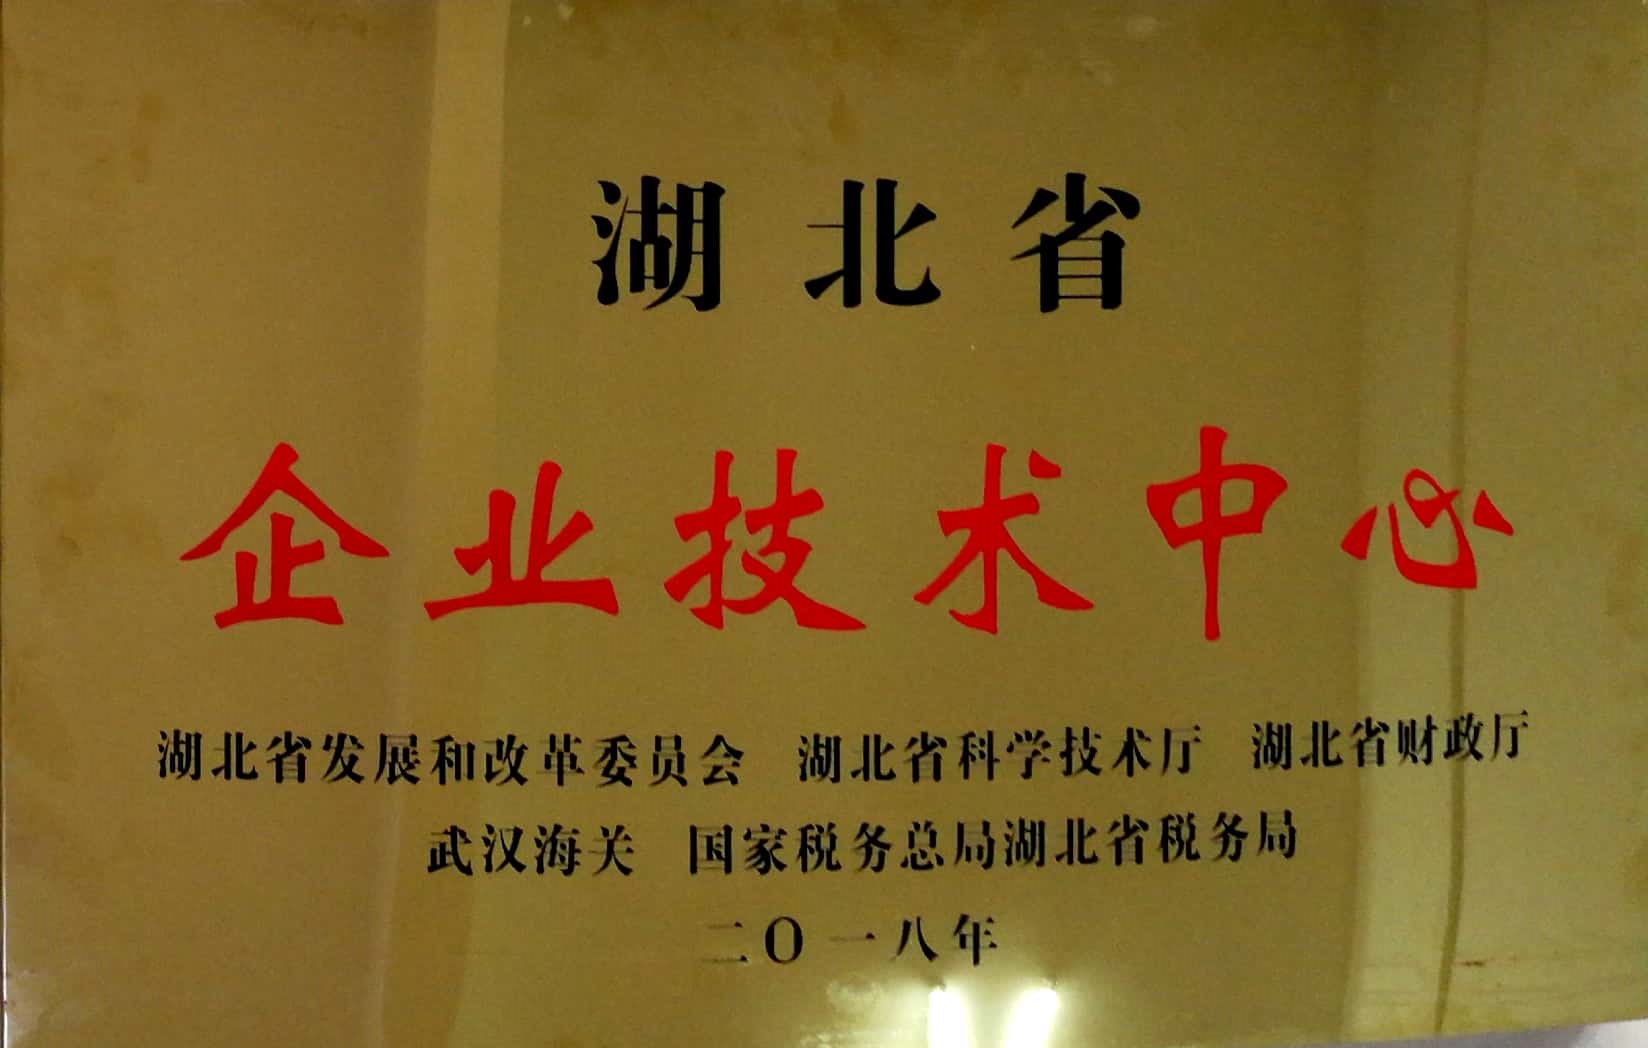 湖北省
企业技术中心
湖北省发展和改革委员会 湖北省科学技术厅 湖北省财政厅
武汉海关 国家税务总局湖北省税务局
二〇一八年